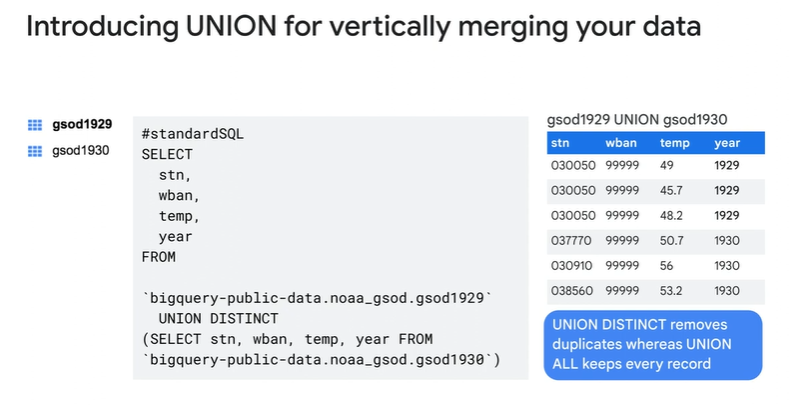 Introducing UNION for vertically merging your data
gsod1929
gsod1930
#standardSQL
SELECT
stn,
wban,
temp,
year
FROM
`bigquery-public-data.noaa_gsod.gsod1929`
UNION DISTINCT
(SELECT stn, wban, temp, year FROM
`bigquery-public-data.noaa_gsod.gsod1930`)
gsod1929 UNION gsod1930
stn wban temp year
030050 99999 49 1929
030050 99999 45.7 1929
030050 99999 48.2 1929
037770 99999 50.7 1930
030910 99999 56 1930
038560 99999 53.2 1930
UNION DISTINCT removes
duplicates whereas UNION
ALL keeps every record